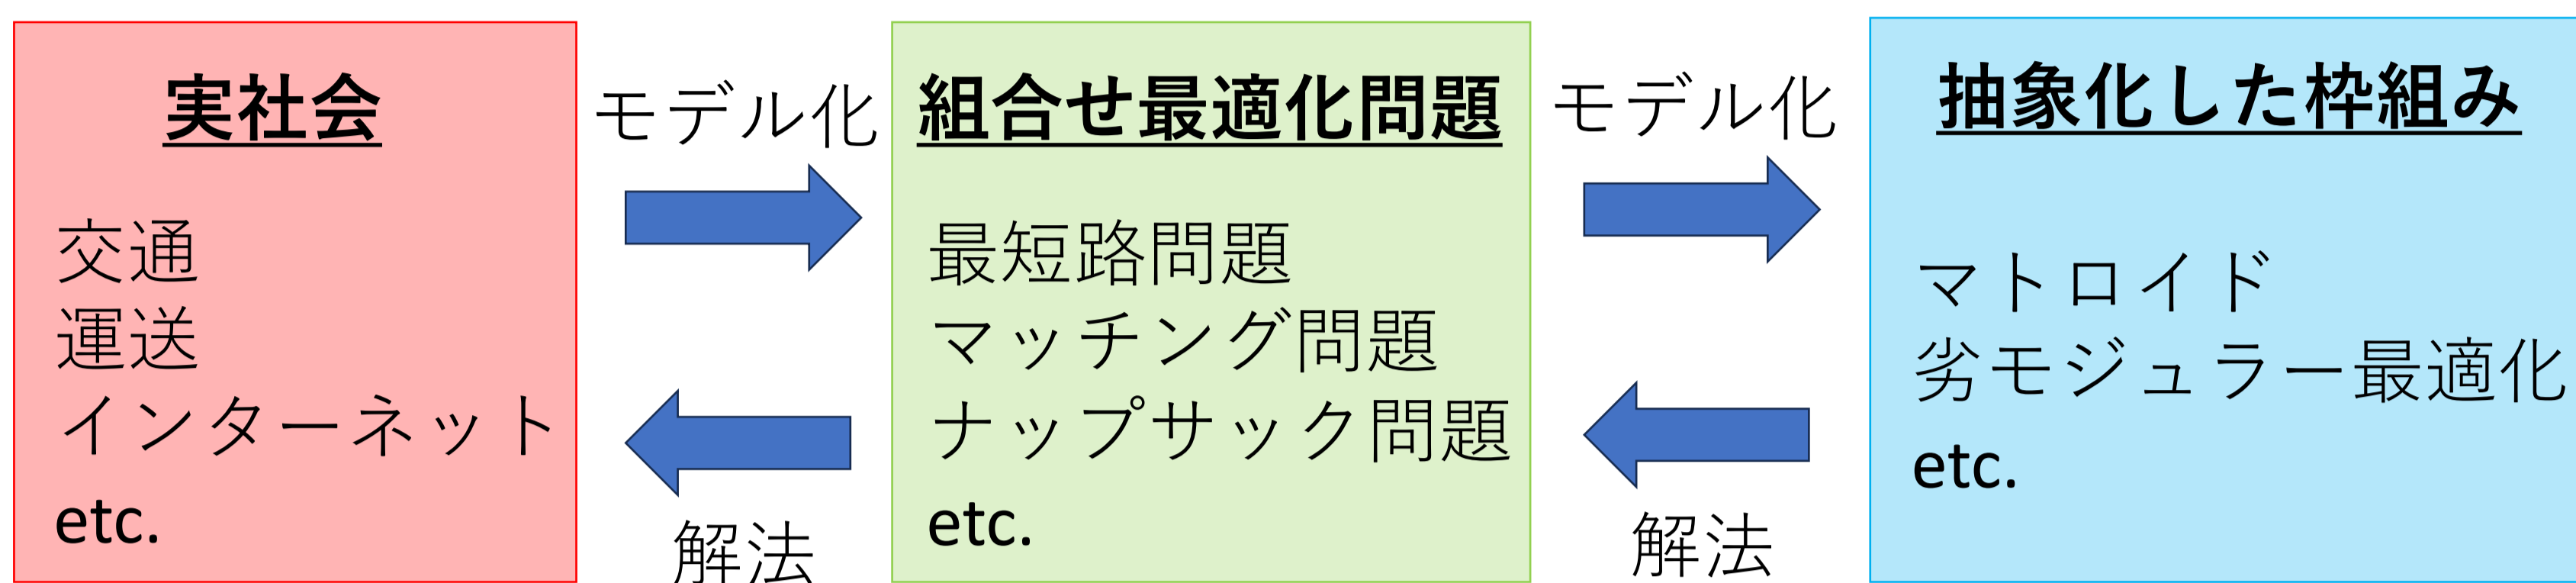 実社会
交通
運送
インターネット
etc.
モデル化
解法
組合せ最適化問題
最短路問題
マッチング問題
ナップサック問題
etc.
モデル化
解法
抽象化した枠組み
マトロイド
劣モジュラー最適化
etc.